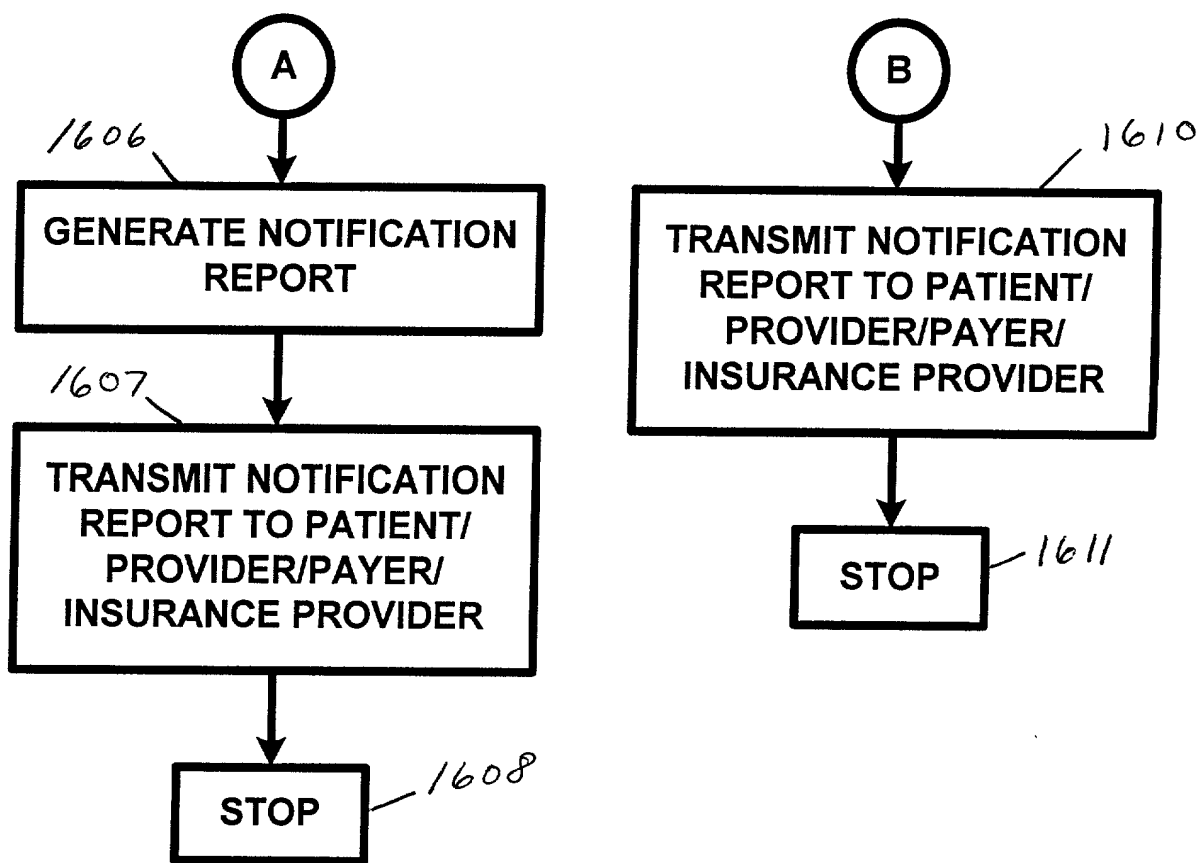 A
1606
GENERATE NOTIFICATION
REPORT
1607
TRANSMIT NOTIFICATION
REPORT TO PATIENT/
PROVIDER/PAYER/
INSURANCE PROVIDER
STOP
1608
B
1610
TRANSMIT NOTIFICATION
REPORT TO PATIENT/
PROVIDER/PAYER/
INSURANCE PROVIDER
STOP
1611